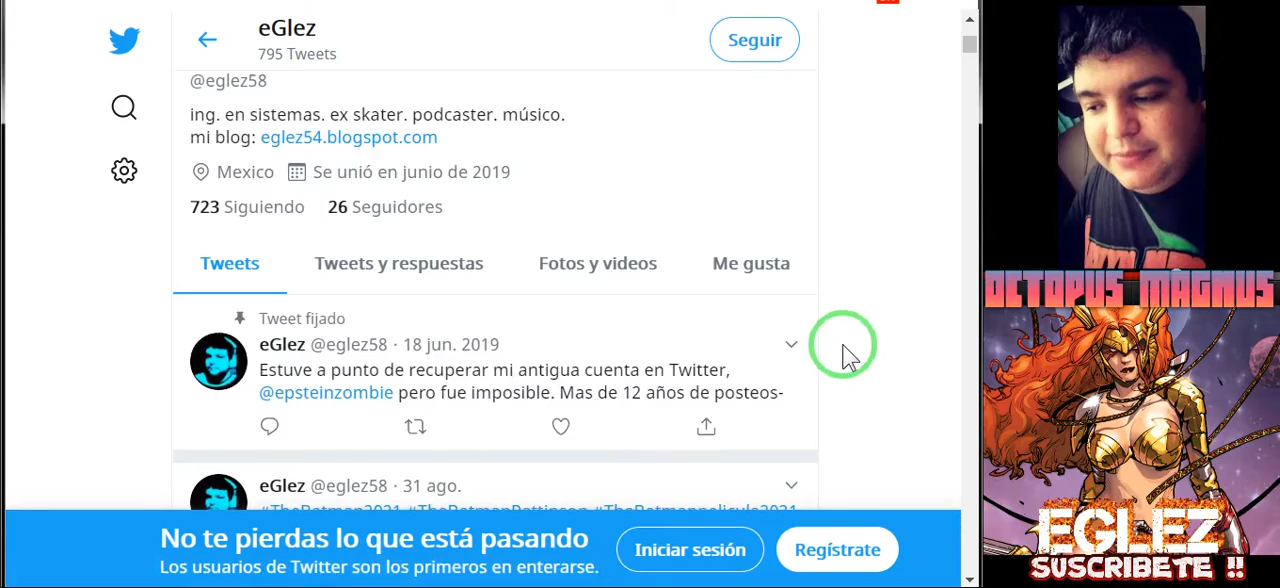 eGlez
795 Tweets
Seguir
@eglez58
ing. en sistemas. ex skater. podcaster. músico.
mi blog: eglez54.blogspot.com
Mexico Se unió en junio de 2019
723 Siguiendo 26 Seguidores
Tweets Tweets y respuestas Fotos y videos Me gusta
Tweet fijado
eGlez @eglez58 · 18 jun. 2019
Estuve a punto de recuperar mi antigua cuenta en Twitter,
@epsteinzombie pero fue imposible. Mas de 12 años de posteos-
eGlez @eglez58 · 31 ago.
#TheBatman2021 #TheBatmanPattinson #TheBatmanpelicula2021
No te pierdas lo que está pasando
Los usuarios de Twitter son los primeros en enterarse.
Iniciar sesión
Regístrate
OCTOPUS MAGNUS
EGLEZ
SUSCRIBETE !!